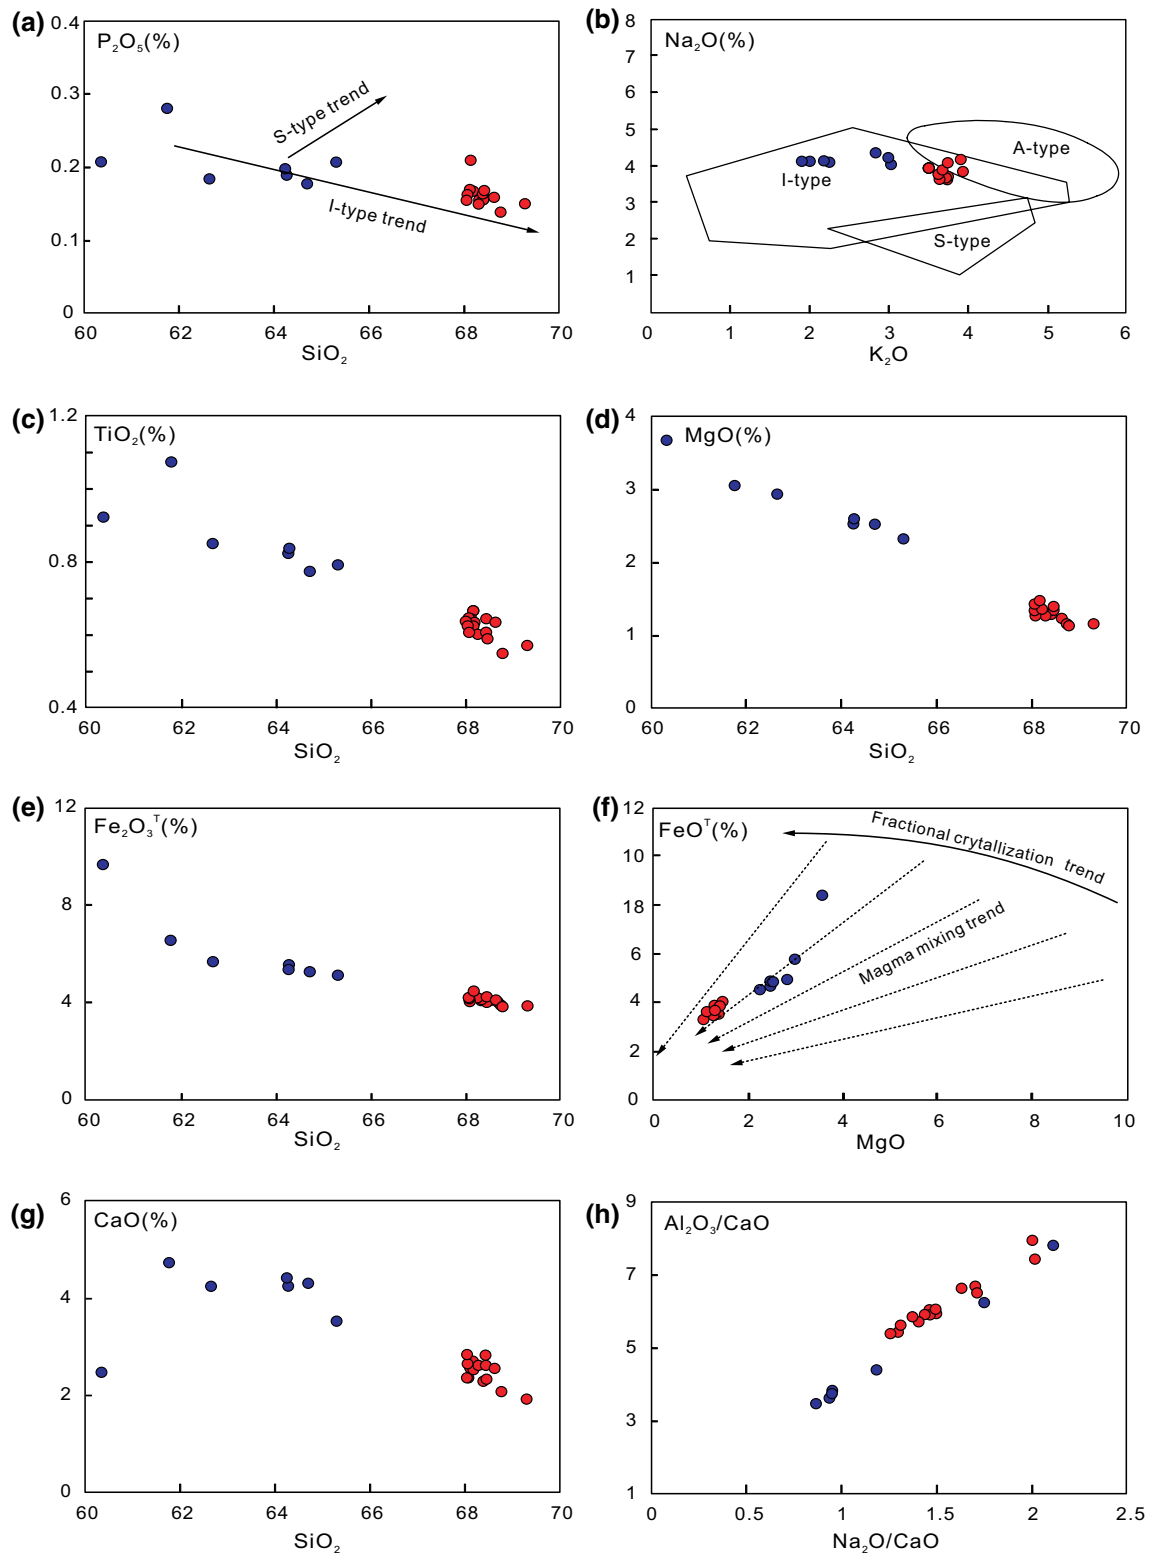 (a)
P₂O₅(%)
0.4
0.3
0.2
0.1
0
S-type trend
I-type trend
60 62 64 66 68 70
SiO₂
(b)
Na₂O(%)
8
7
6
5
4
3
2
1
A-type
I-type
S-type
0 1 2 3 4 5 6
K₂O
(c)
TiO₂(%)
1.2
0.8
0.4
60 62 64 66 68 70
SiO₂
(d)
MgO(%)
4
3
2
1
0
60 62 64 66 68 70
SiO₂
(e)
Fe₂O₃ᵀ(%)
12
8
4
0
60 62 64 66 68 70
SiO₂
(f)
FeOᵀ(%)
12
10
18
6
4
2
0
Fractional crytallization trend
Magma mixing trend
0 2 4 6 8 10
MgO
(g)
CaO(%)
6
4
2
0
60 62 64 66 68 70
SiO₂
(h)
Al₂O₃/CaO
9
7
5
3
1
0 1 1.5 2 2.5
Na₂O/CaO